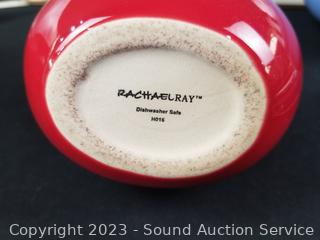 RACHAELRAY™
Dishwasher Safe
H016
Copyright 2023 - Sound Auction Service